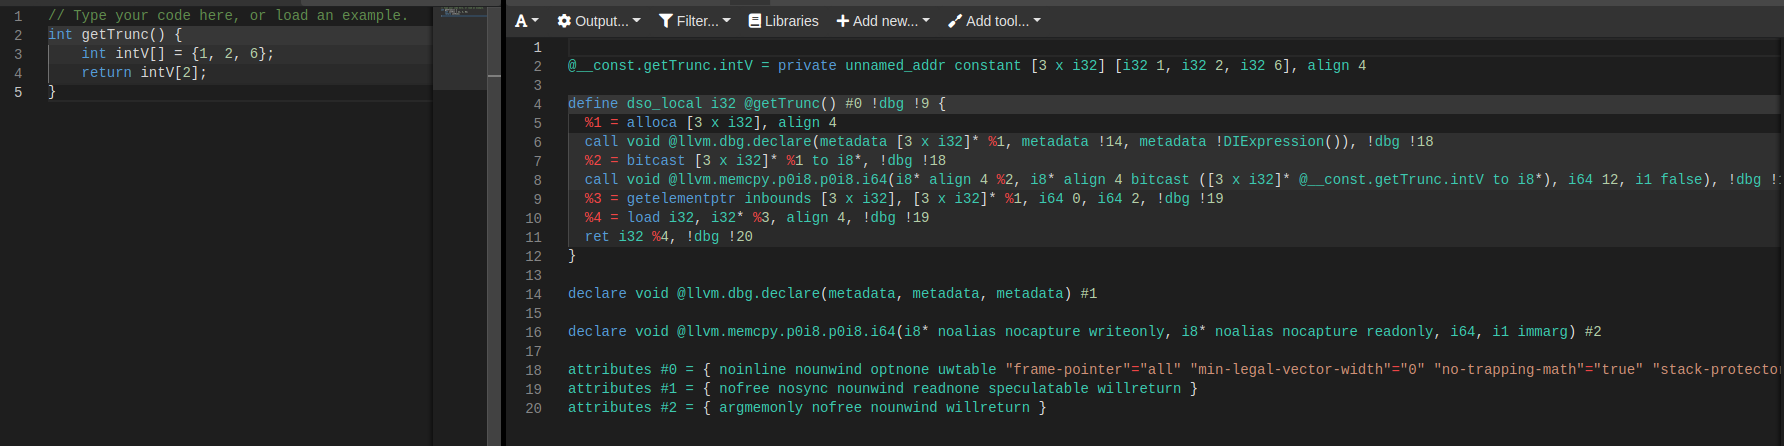 // Type your code here, or load an example.
int getTrunc() {
    int intV[] = {1, 2, 6};
    return intV[2];
}
1
2
3
4
5
A Output... Filter... Libraries Add new... Add tool...
1
2 @__const.getTrunc.intV = private unnamed_addr constant [3 x i32] [i32 1, i32 2, i32 6], align 4
3
4 define dso_local i32 @getTrunc() #0 !dbg !9 {
5   %1 = alloca [3 x i32], align 4
6   call void @llvm.dbg.declare(metadata [3 x i32]* %1, metadata !14, metadata !DIExpression()), !dbg !18
7   %2 = bitcast [3 x i32]* %1 to i8*, !dbg !18
8   call void @llvm.memcpy.p0i8.p0i8.i64(i8* align 4 %2, i8* align 4 bitcast ([3 x i32]* @__const.getTrunc.intV to i8*), i64 12, i1 false), !dbg
9   %3 = getelementptr inbounds [3 x i32], [3 x i32]* %1, i64 0, i64 2, !dbg !19
10   %4 = load i32, i32* %3, align 4, !dbg !19
11   ret i32 %4, !dbg !20
12 }
13
14 declare void @llvm.dbg.declare(metadata, metadata, metadata) #1
15
16 declare void @llvm.memcpy.p0i8.p0i8.i64(i8* noalias nocapture writeonly, i8* noalias nocapture readonly, i64, i1 immarg) #2
17
18 attributes #0 = { noinline nounwind optnone uwtable "frame-pointer"="all" "min-legal-vector-width"="0" "no-trapping-math"="true" "stack-protector
19 attributes #1 = { nofree nosync nounwind readnone speculatable willreturn }
20 attributes #2 = { argmemonly nofree nounwind willreturn }